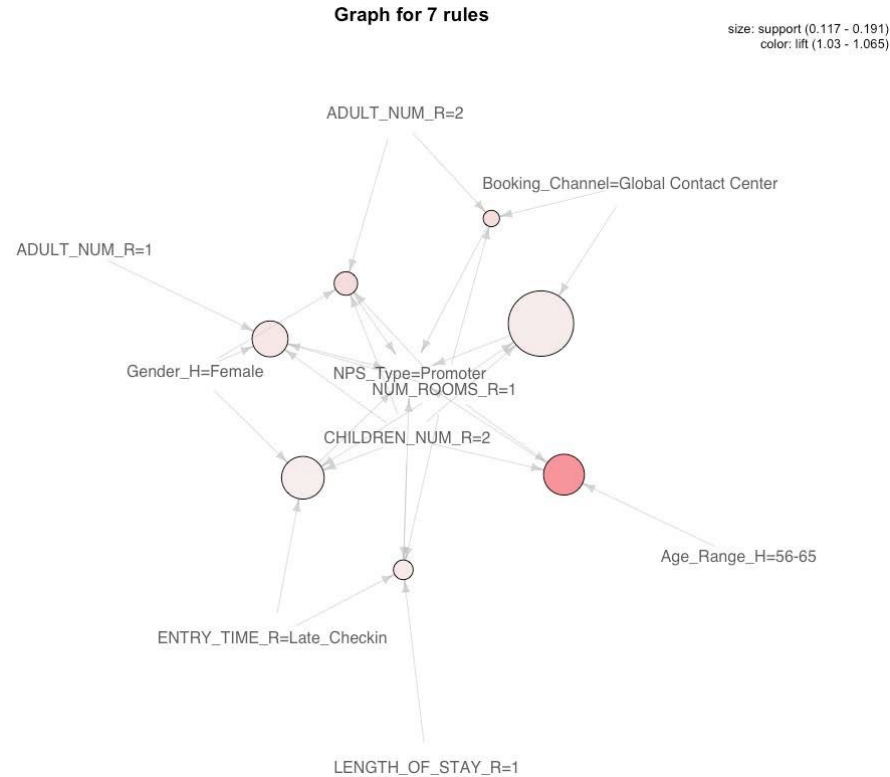 Graph for 7 rules
size: support (0.117 - 0.191)
color: lift (1.03 - 1.065)
ADULT_NUM_R=2
Booking_Channel=Global Contact Center
ADULT_NUM_R=1
Gender_H=Female
NPS_Type=Promoter
NUM_ROOMS_R=1
CHILDREN_NUM_R=2
Age_Range_H=56-65
ENTRY_TIME_R=Late_Checkin
LENGTH_OF_STAY_R=1